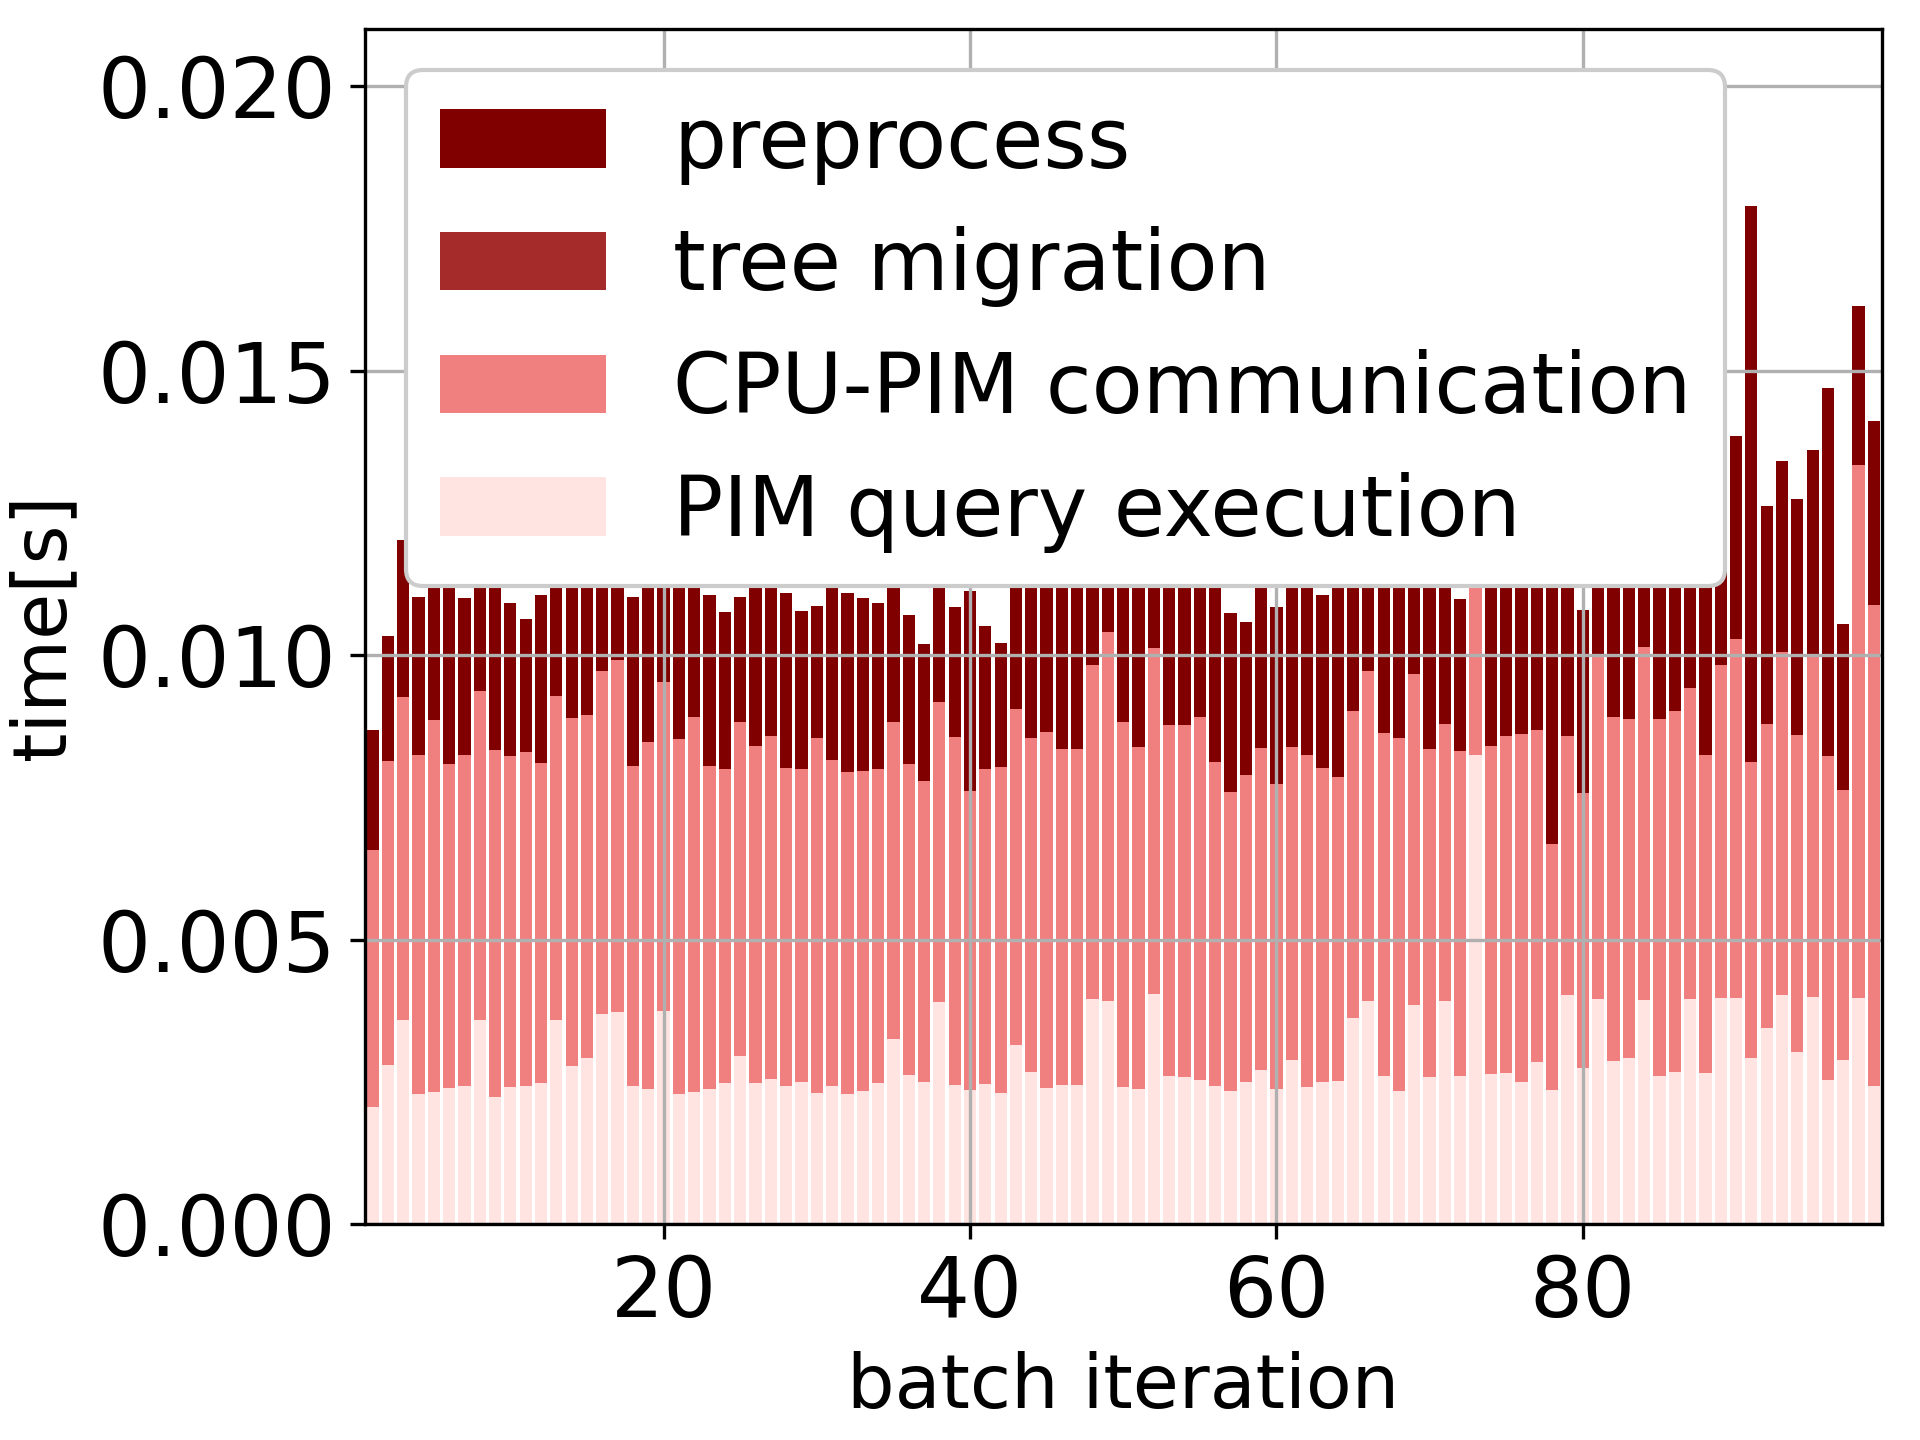 0.020
0.015
0.010
0.005
0.000
time[s]
preprocess
tree migration
CPU-PIM communication
PIM query execution
20 40 60 80
batch iteration